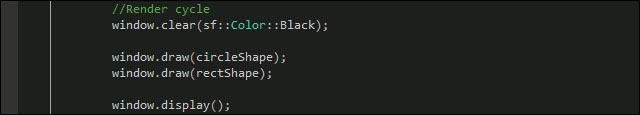 //Render cycle
window.clear(sf::Color::Black);
window.draw(circleShape);
window.draw(rectShape);
window.display();